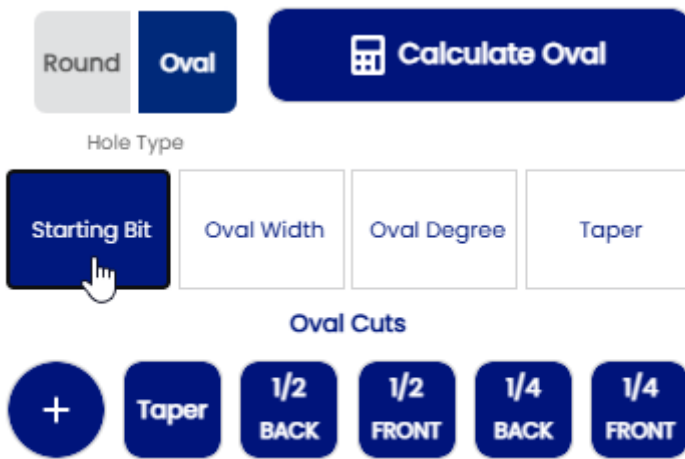 Round Oval Calculate Oval
Hole Type
Starting Bit Oval Width Oval Degree Taper
Oval Cuts
+ Taper 1/2 BACK 1/2 FRONT 1/4 BACK 1/4 FRONT